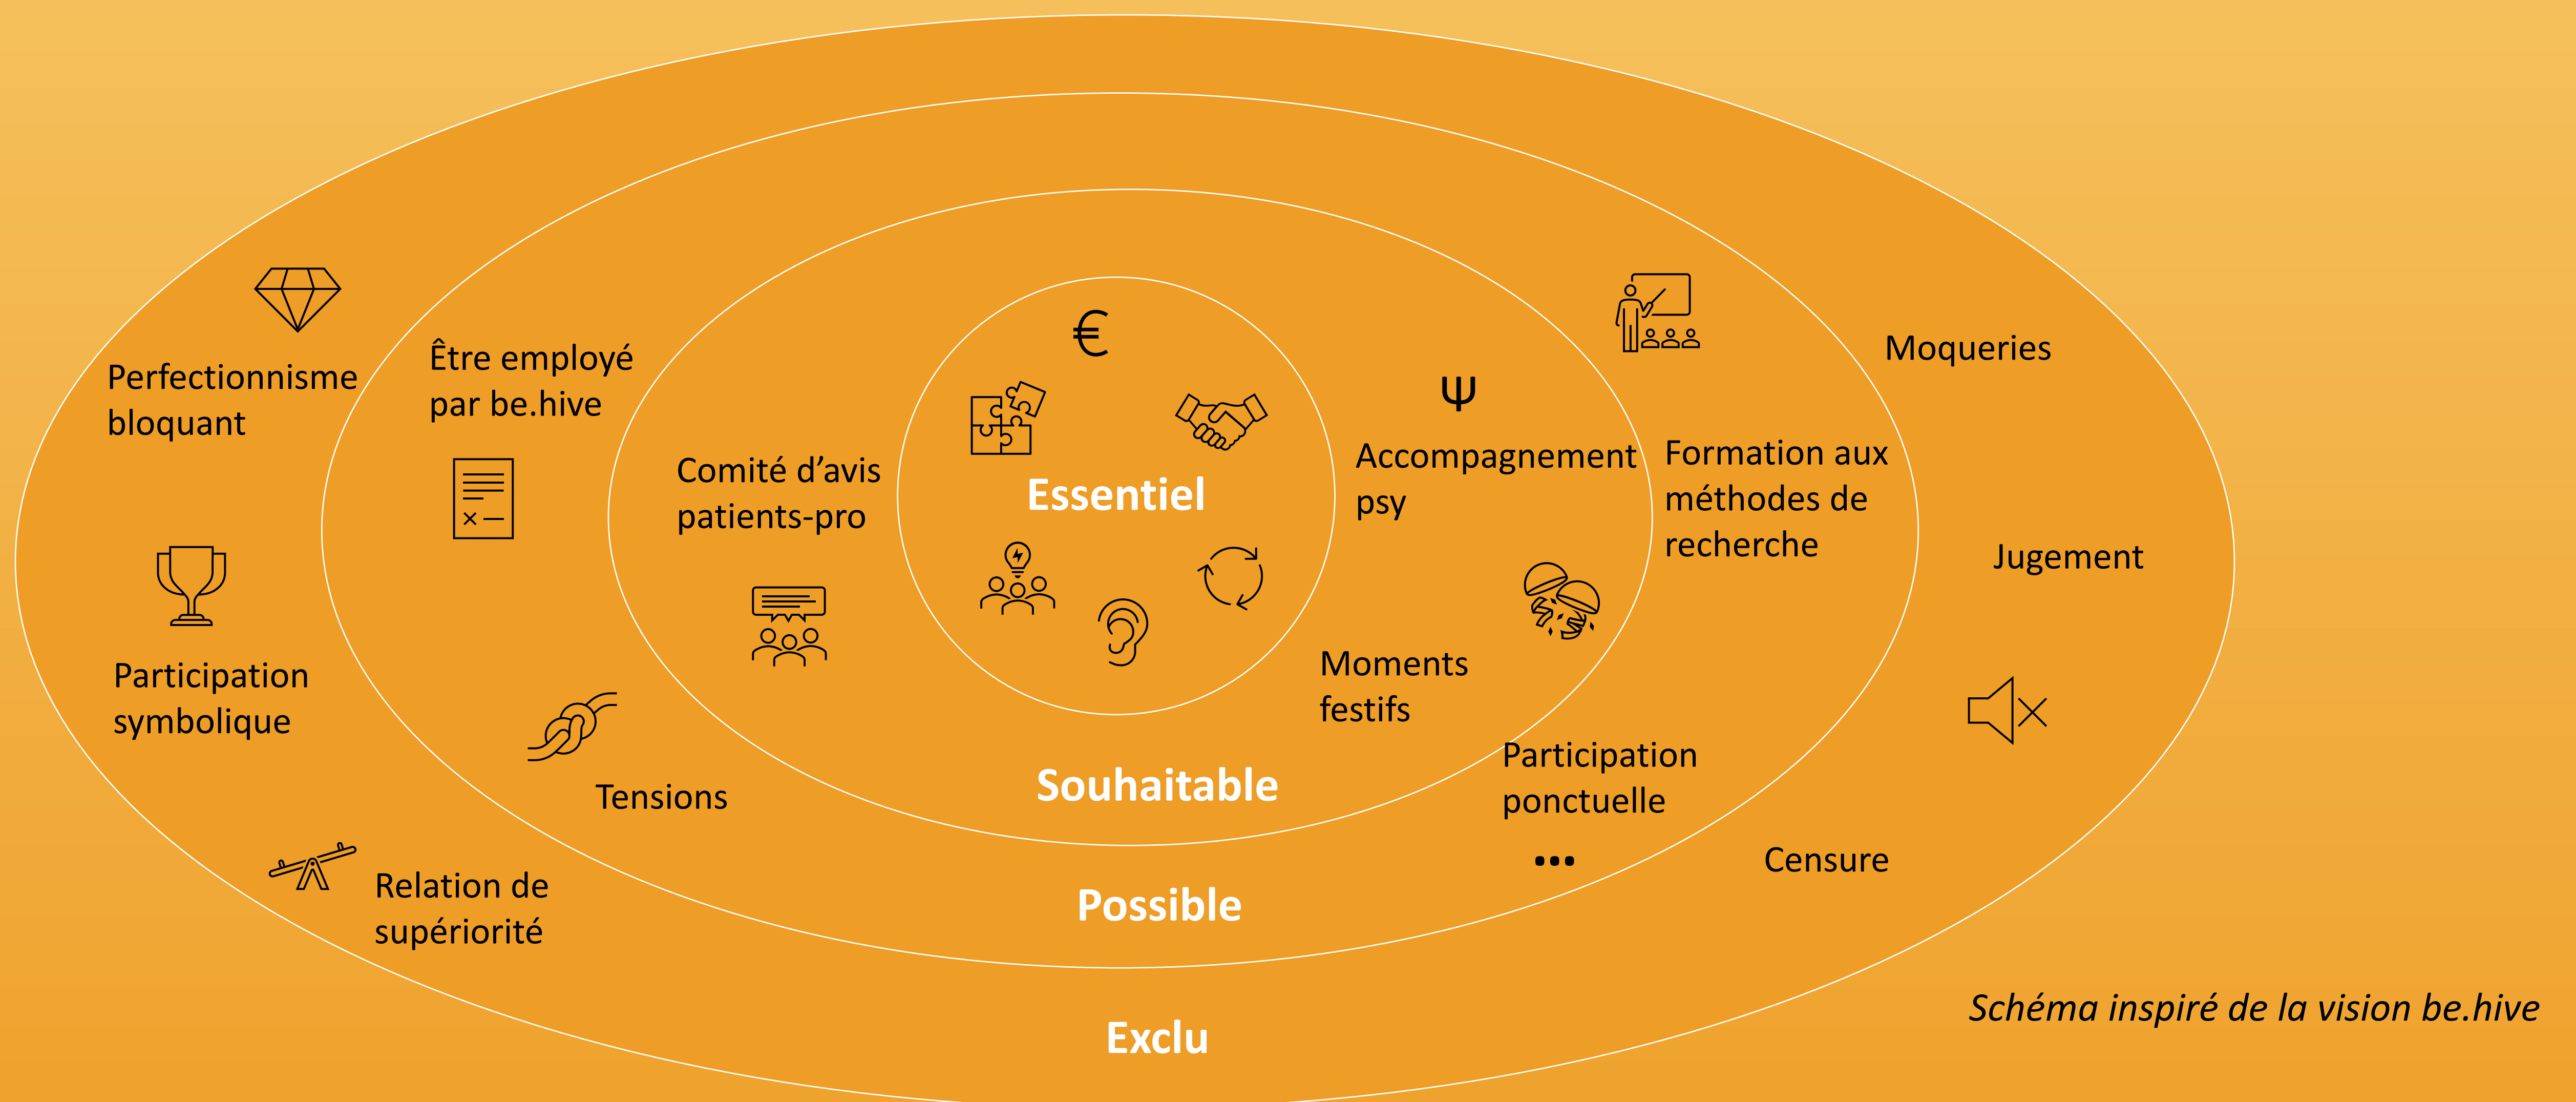 Perfectionnisme
bloquant
Participation
symbolique
Relation de
supériorité
Être employé
par be.hive
Tensions
Comité d’avis
patients-pro
€
Essentiel
ψ
Accompagnement
psy
Moments
festifs
Souhaitable
Formation aux
méthodes de
recherche
Participation
ponctuelle
...
Possible
Moqueries
Jugement
Censure
Exclu
Schéma inspiré de la vision be.hive